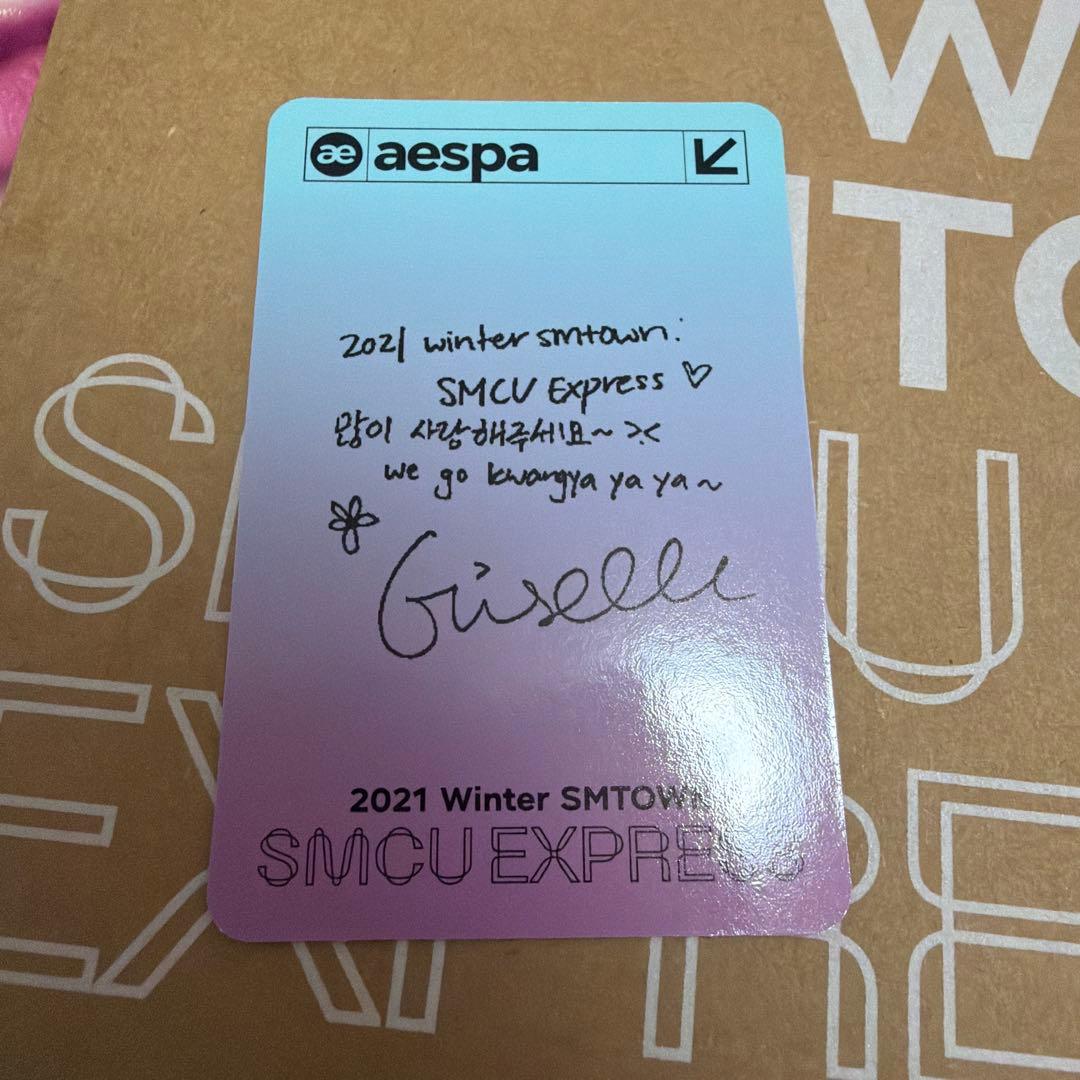 æ aespa
2021 winter smtown:
SMCU Express ♡
많이 사랑해주세요~ >.<
we go kwangya ya ya~
Giselle
2021 Winter SMTOWN
SMCU EXPRESS